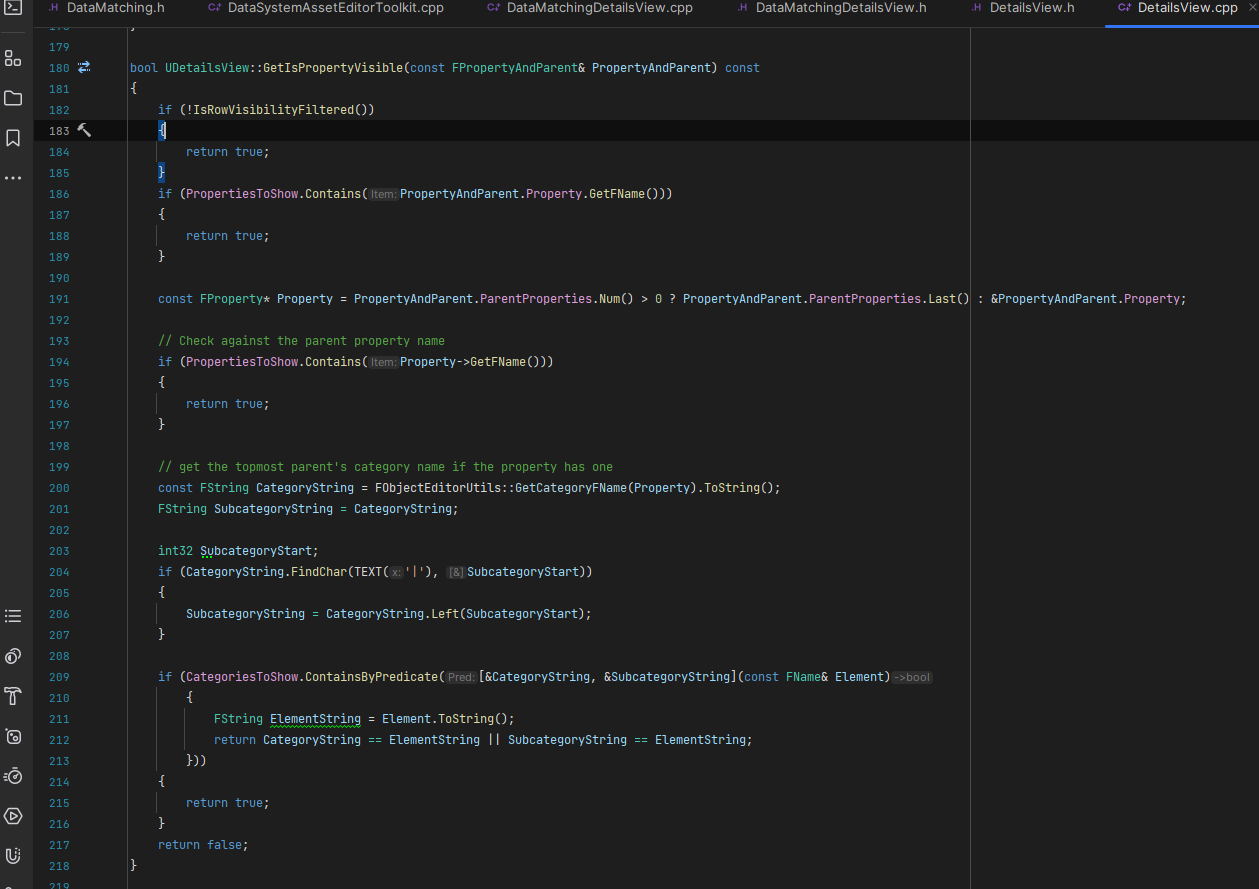 DataMatching.h DataSystemAssetEditorToolkit.cpp DataMatchingDetailsView.cpp DataMatchingDetailsView.h DetailsView.h DetailsView.cpp
179
180 bool UDetailsView::GetIsPropertyVisible(const FPropertyAndParent& PropertyAndParent) const
181 {
182 if (!IsRowVisibilityFiltered())
183 {
184 return true;
185 }
186 if (PropertiesToShow.Contains( Item: PropertyAndParent.Property.GetFName()))
187 {
188 return true;
189 }
190
191 const FProperty* Property = PropertyAndParent.ParentProperties.Num() > 0 ? PropertyAndParent.ParentProperties.Last() : &PropertyAndParent.Property;
192
193 // Check against the parent property name
194 if (PropertiesToShow.Contains( Item: Property->GetFName()))
195 {
196 return true;
197 }
198
199 // get the topmost parent's category name if the property has one
200 const FString CategoryString = FObjectEditorUtils::GetCategoryFName(Property).ToString();
201 FString SubcategoryString = CategoryString;
202
203 int32 SubcategoryStart;
204 if (CategoryString.FindChar(TEXT( x: '|'), [&] SubcategoryStart))
205 {
206 SubcategoryString = CategoryString.Left(SubcategoryStart);
207 }
208
209 if (CategoriesToShow.ContainsByPredicate( Pred: [&CategoryString, &SubcategoryString](const FName& Element) ->bool
210 {
211 FString ElementString = Element.ToString();
212 return CategoryString == ElementString || SubcategoryString == ElementString;
213 }))
214 {
215 return true;
216 }
217 return false;
218 }
219